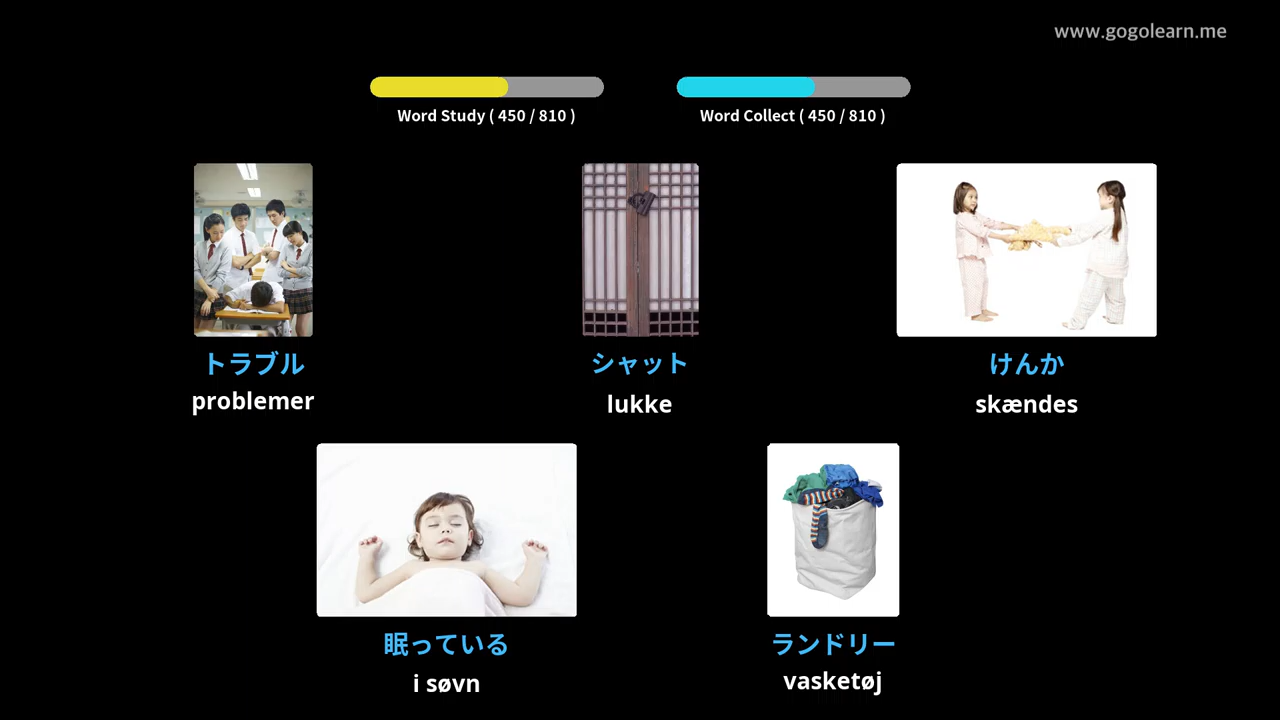 www.gogolearn.me
Word Study ( 450 / 810 )
Word Collect ( 450 / 810 )
トラブル
problemer
シャット
lukke
けんか
skændes
眠っている
i søvn
ランドリー
vasketøj